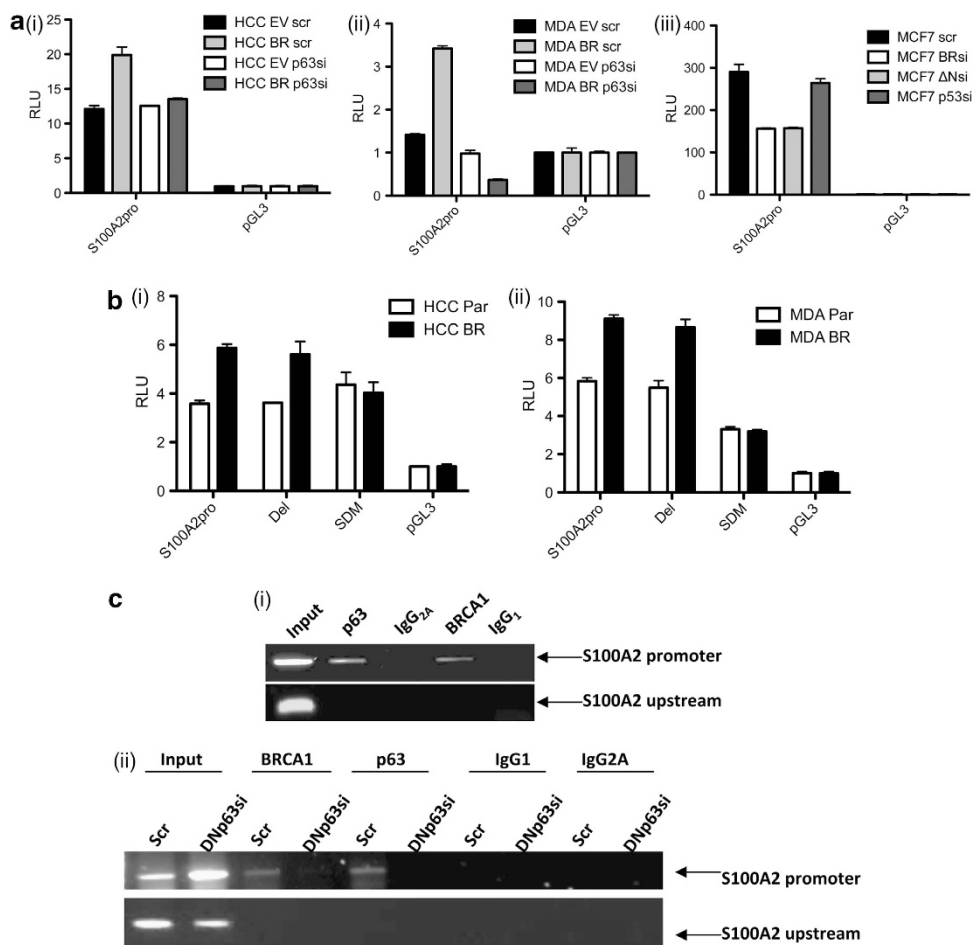 a (i)
RLU
25
20
15
10
5
0
HCC EV scr
HCC BR scr
HCC EV p63si
HCC BR p63si
S100A2pro
pGL3
(ii)
RLU
4
3
2
1
0
MDA EV scr
MDA BR scr
MDA EV p63si
MDA BR p63si
S100A2pro
pGL3
(iii)
RLU
400
300
200
100
0
MCF7 scr
MCF7 BRsi
MCF7 ΔNsi
MCF7 p53si
S100A2pro
pGL3
b (i)
RLU
8
6
4
2
0
HCC Par
HCC BR
S100A2pro
Del
SDM
pGL3
(ii)
RLU
10
8
6
4
2
0
MDA Par
MDA BR
S100A2pro
Del
SDM
pGL3
c
(i)
Input p63 IgG2A BRCA1 IgG1
S100A2 promoter
S100A2 upstream
(ii) Input BRCA1 p63 IgG1 IgG2A
Scr DNp63si Scr DNp63si Scr DNp63si Scr DNp63si Scr DNp63si
S100A2 promoter
S100A2 upstream